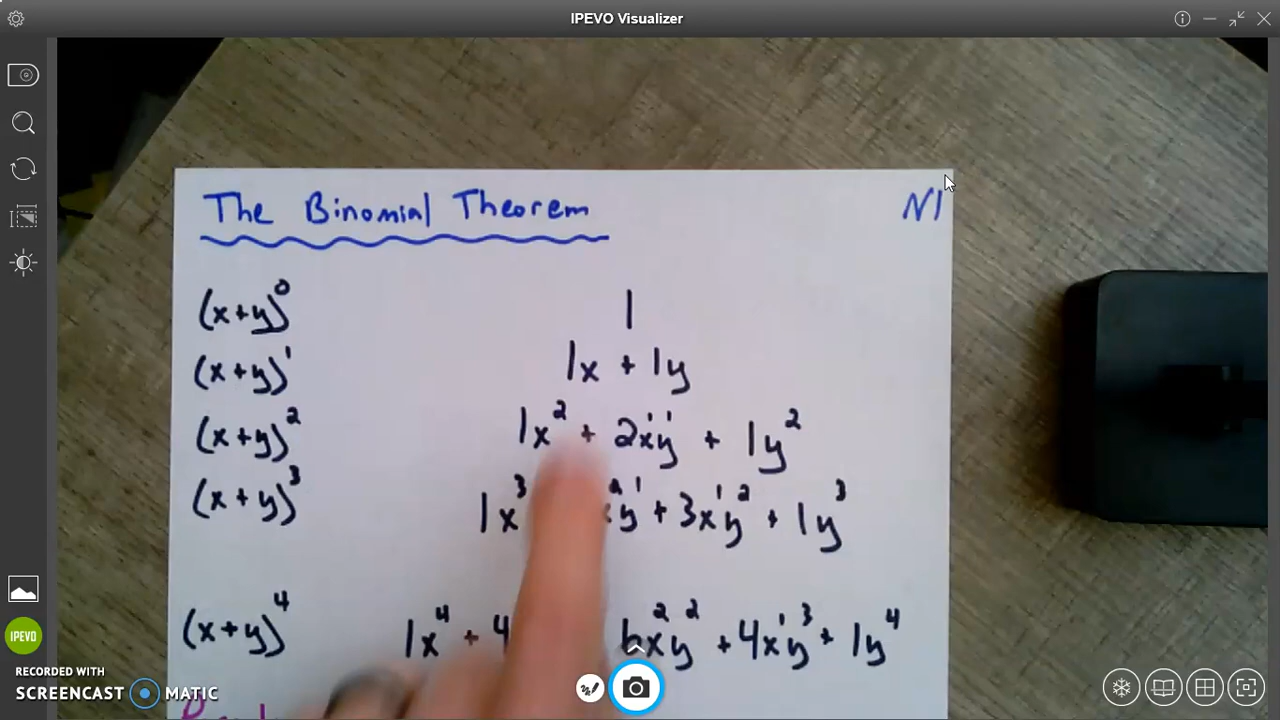 IPEVO Visualizer
The Binomial Theorem N1
(x+y)⁰ 1
(x+y)¹ 1x + 1y
(x+y)² 1x² + 2x¹y¹ + 1y²
(x+y)³ 1x³ x²y¹ + 3x¹y² + 1y³
(x+y)⁴ 1x⁴ + 4 6x²y² + 4x¹y³ + 1y⁴
IPEVO
RECORDED WITH
SCREENCAST MATIC